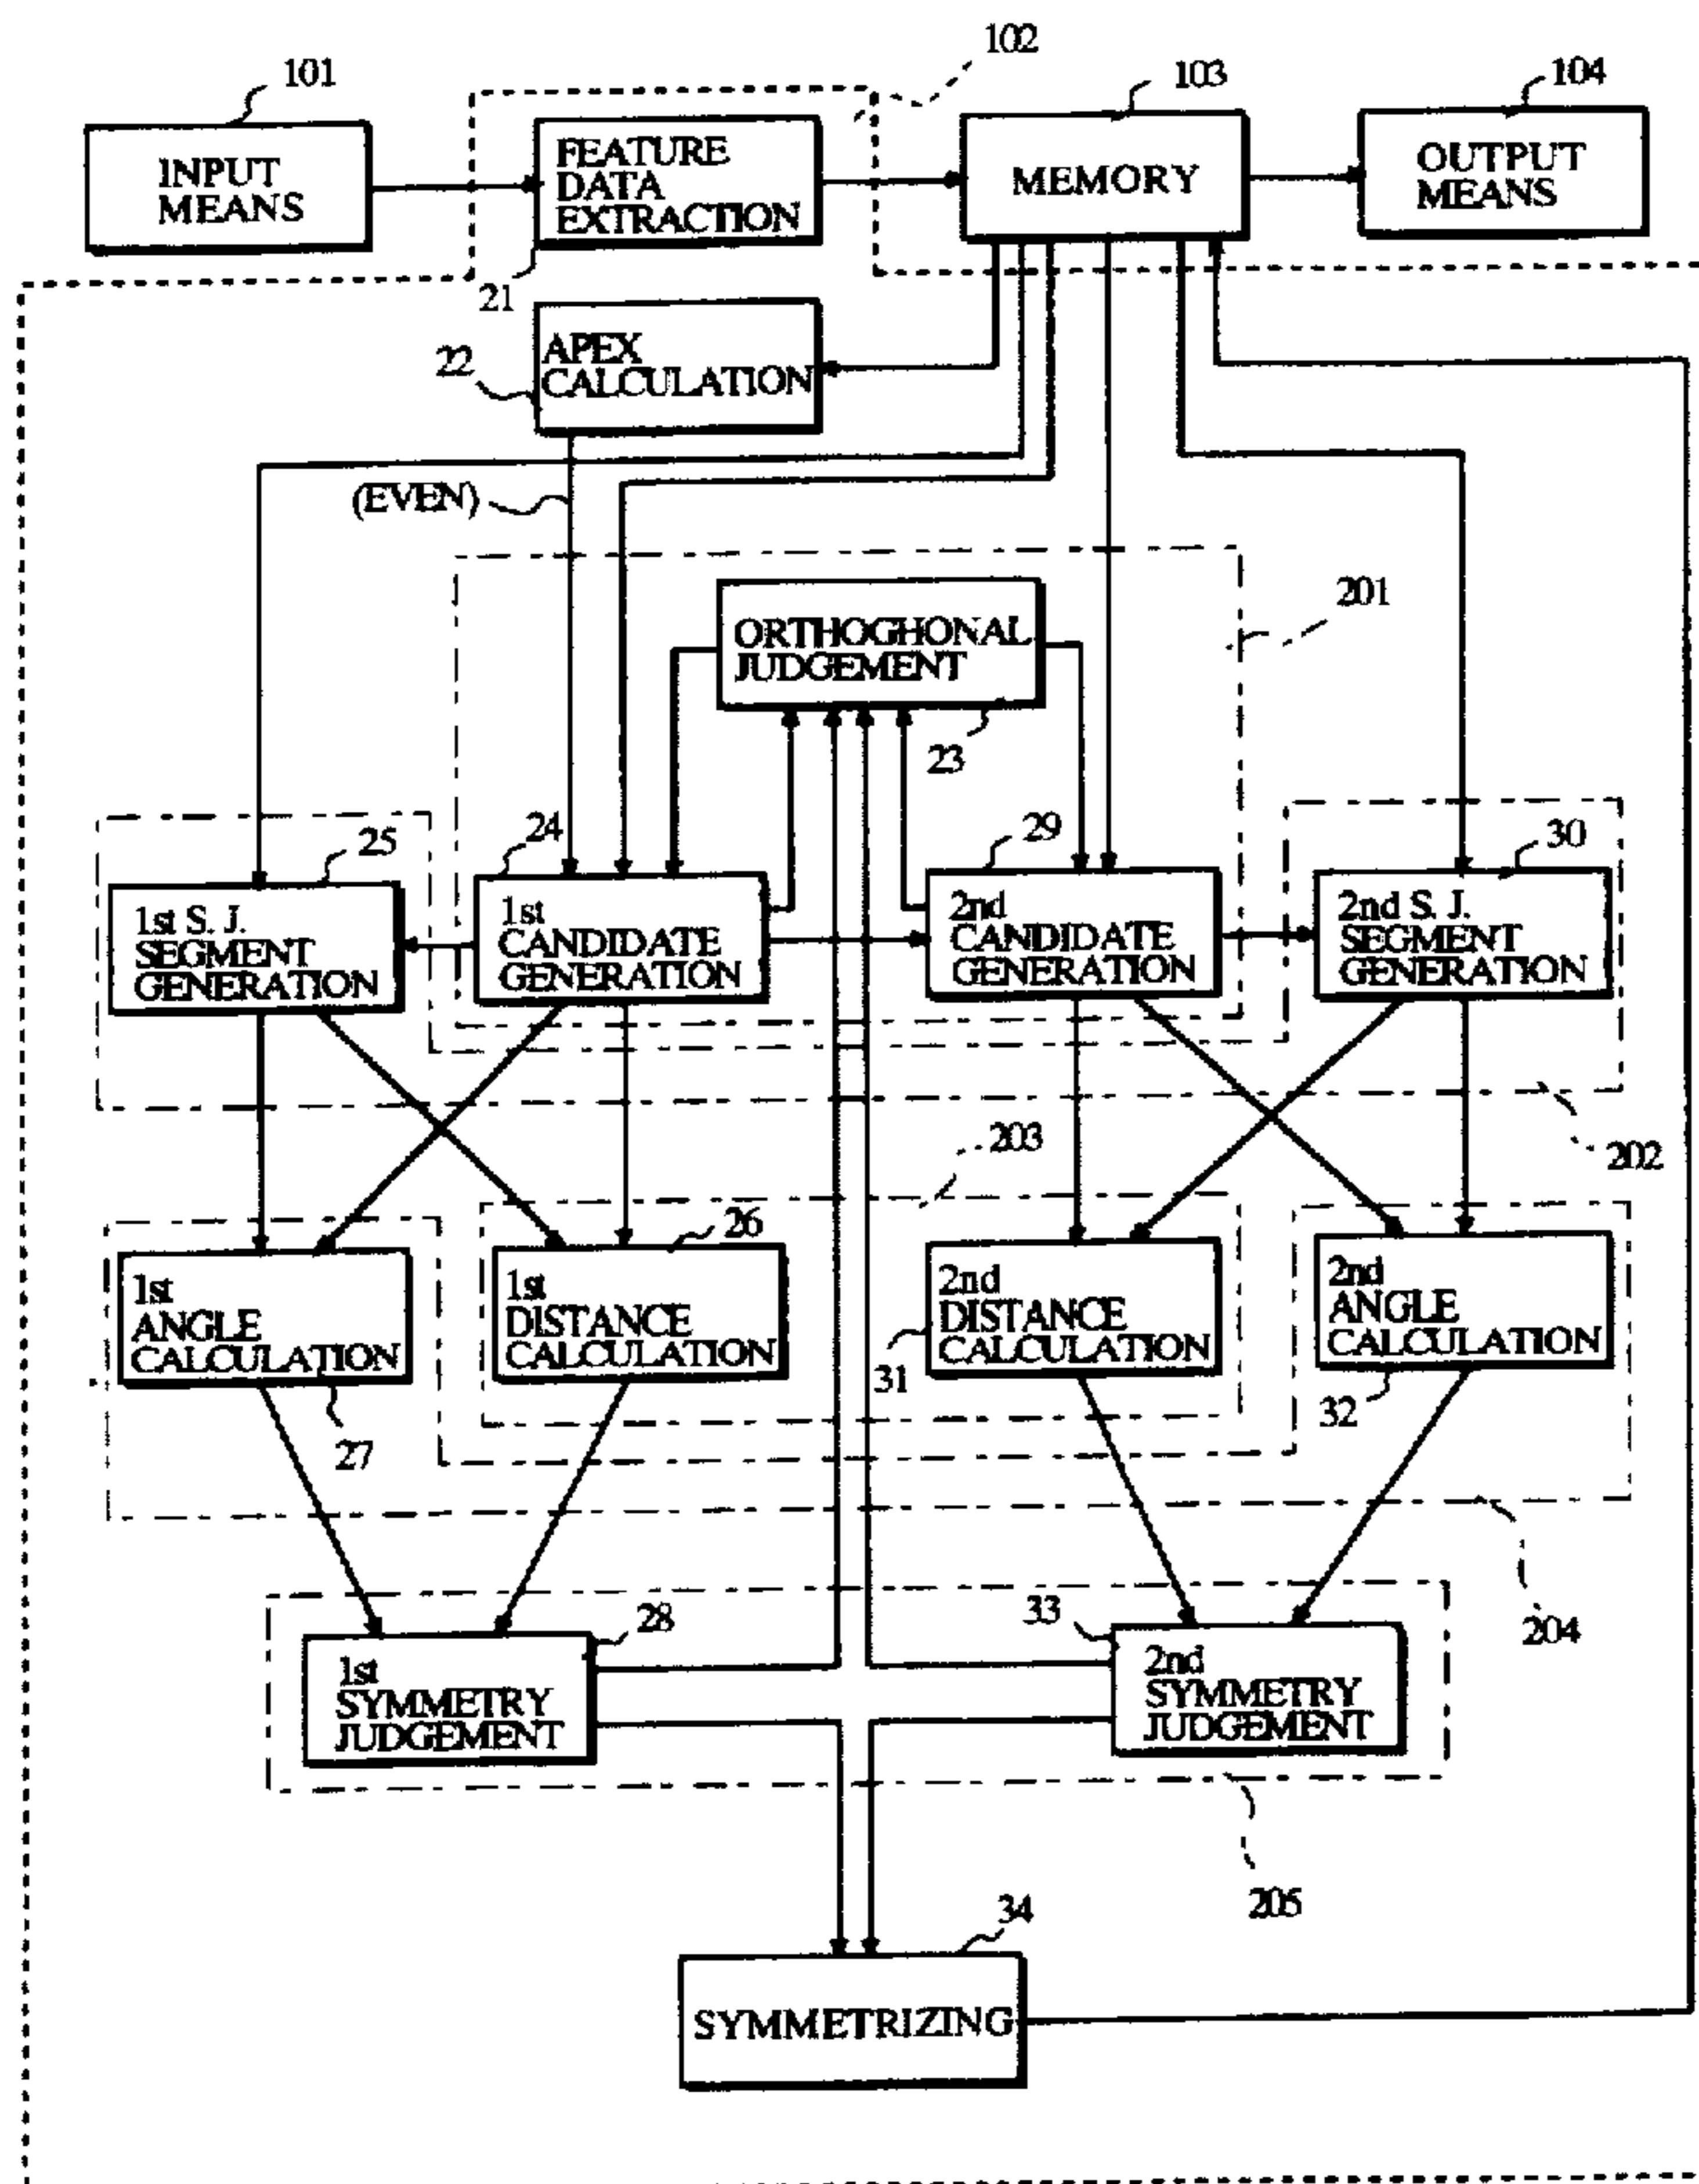 102
101
103
104
INPUT
MEANS
FEATURE
DATA
EXTRACTION
MEMORY
OUTPUT
MEANS
21
22
APEX
CALCULATION
(EVEN)
201
ORTHOGHONAL
JUDGEMENT
23
25
24
29
30
1st S. J.
SEGMENT
GENERATION
1st
CANDIDATE
GENERATION
2nd
CANDIDATE
GENERATION
2nd S. J.
SEGMENT
GENERATION
203
202
26
1st
ANGLE
CALCULATION
1st
DISTANCE
CALCULATION
2nd
DISTANCE
CALCULATION
2nd
ANGLE
CALCULATION
31
32
27
204
28
33
1st
SYMMETRY
JUDGEMENT
2nd
SYMMETRY
JUDGEMENT
205
34
SYMMETRIZING